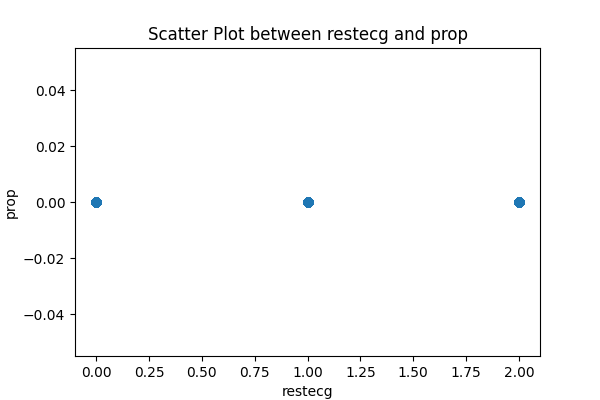 Scatter Plot between restecg and prop
prop
0.04
0.02
0.00
−0.02
−0.04
0.00 0.25 0.50 0.75 1.00 1.25 1.50 1.75 2.00
restecg